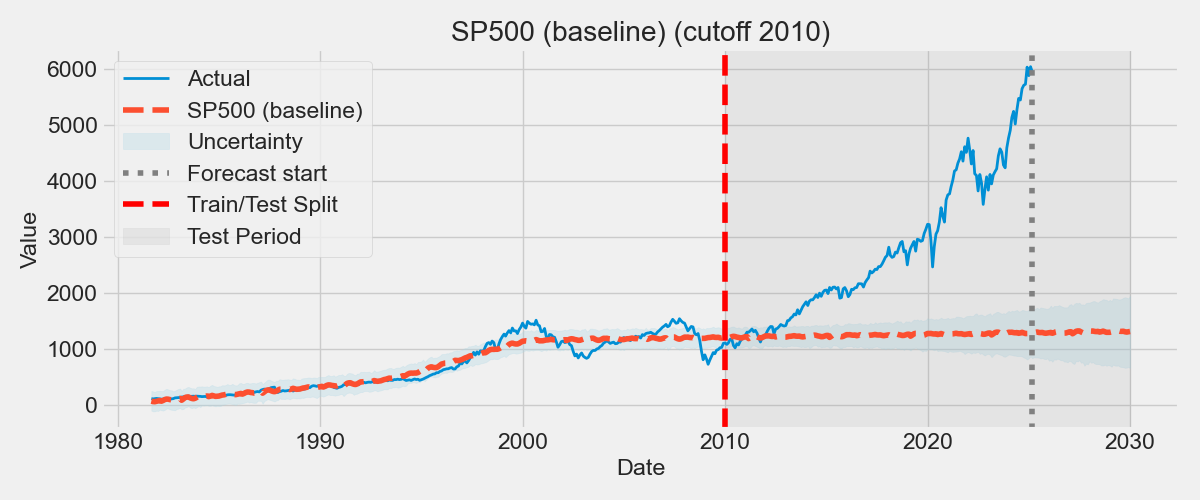 SP500 (baseline) (cutoff 2010)
6000
5000
4000
3000
2000
1000
0
Value
Actual
SP500 (baseline)
Uncertainty
Forecast start
Train/Test Split
Test Period
1980
1990
2000
2010
2020
2030
Date